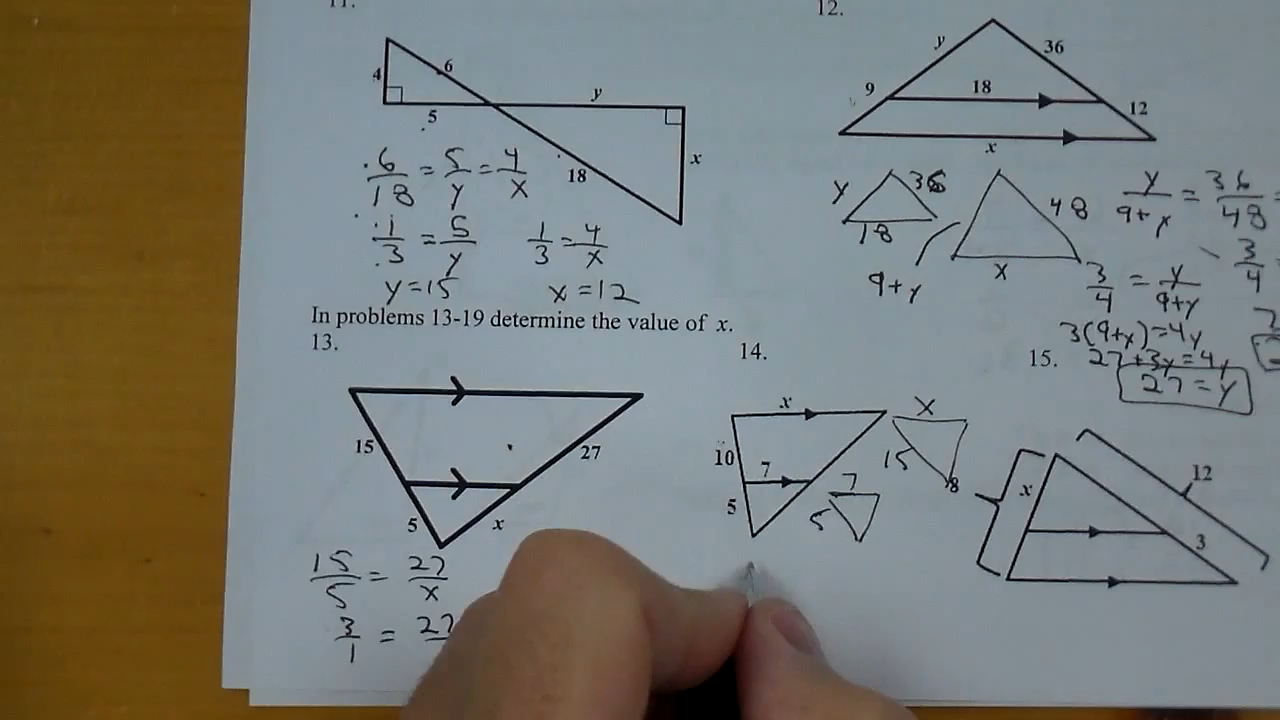 11.
12.
4
6
5
y
18
x
6/18 = 5/y = 4/x
1/3 = 5/y
1/3 = 4/x
y = 15
x = 12
y
36
9
18
12
x
y
36
18
9+y
48
x
y/9+y = 36/48 =
3/4
3/4 = y/9+y
3(9+y)=4y
27+3y=4y
27 = y
In problems 13-19 determine the value of x.
13.
15
27
5
x
15/5 = 27/x
3/1 = 27
14.
x
10
7
5
x
15
7
5
15.
x
8
12
3